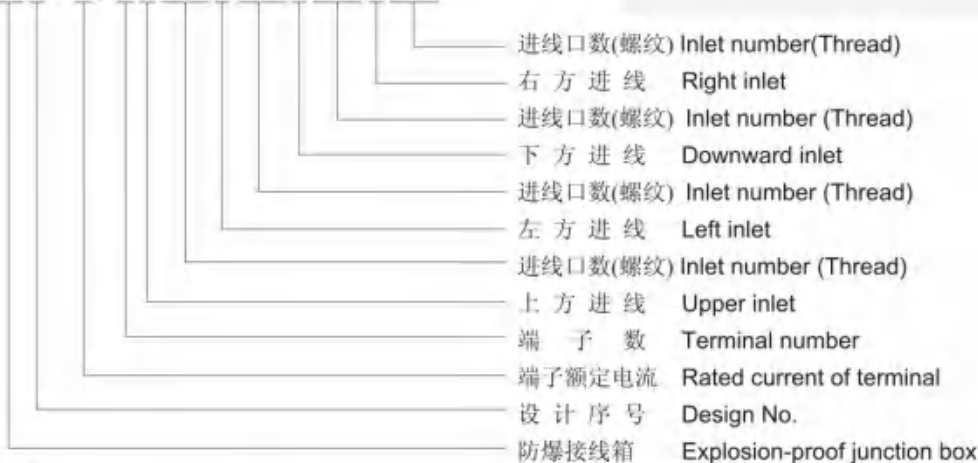 进线口数(螺纹) Inlet number(Thread)
右方进线 Right inlet
进线口数(螺纹) Inlet number (Thread)
下方进线 Downward inlet
进线口数(螺纹) Inlet number (Thread)
左方进线 Left inlet
进线口数(螺纹) Inlet number (Thread)
上方进线 Upper inlet
端子数 Terminal number
端子额定电流 Rated current of terminal
设计序号 Design No.
防爆接线箱 Explosion-proof junction box